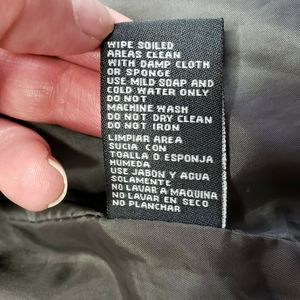 WIPE SOILED
AREAS CLEAN
WITH DAMP CLOTH
OR SPONGE
USE MILD SOAP AND
COLD WATER ONLY
DO NOT
MACHINE WASH
DO NOT DRY CLEAN
DO NOT IRON
LIMPIAR AREA
SUCIA CON
TOALLA O ESPONJA
HUMEDA
USE JABON Y AGUA
SOLAMENTE
NO LAVAR A MAQUINA
NO LAVAR EN SECO
NO PLANCHAR